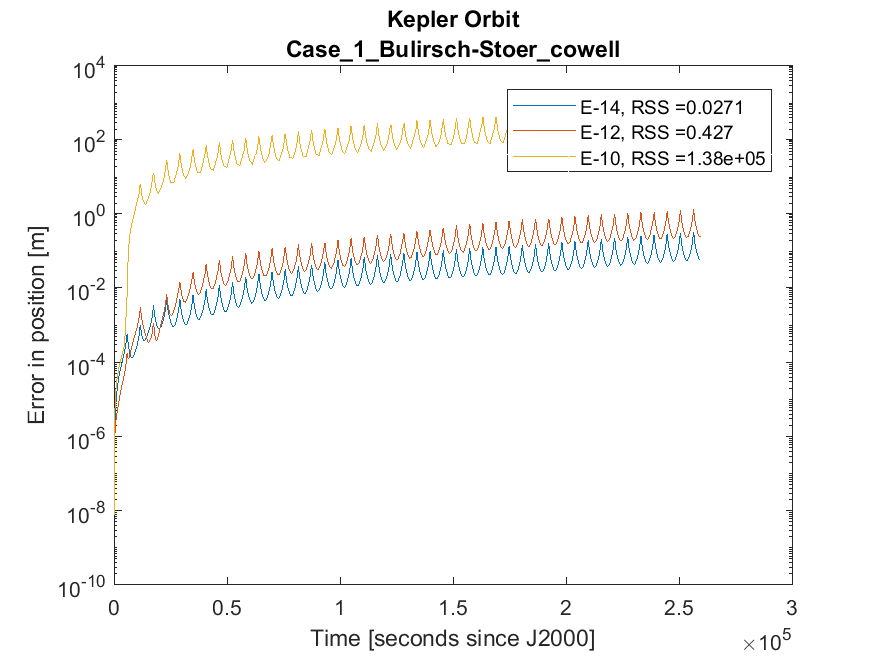 Kepler Orbit
Case_1_Bulirsch-Stoer_cowell
10^4
10^2
10^0
10^-2
10^-4
10^-6
10^-8
10^-10
Error in position [m]
E-14, RSS =0.0271
E-12, RSS =0.427
E-10, RSS =1.38e+05
0 0.5 1 1.5 2 2.5 3
Time [seconds since J2000]
×10^5